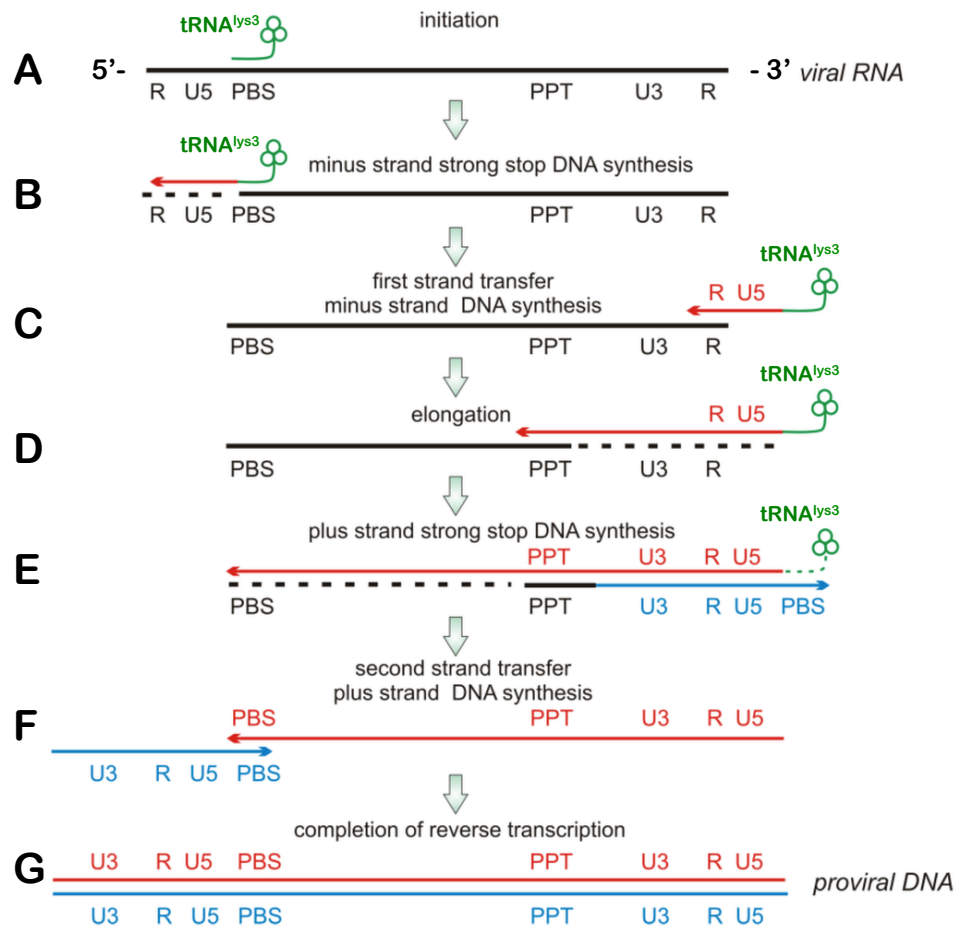 initiation
tRNAlys3
A 5’- - 3’ viral RNA
R U5 PBS PPT U3 R
tRNAlys3
minus strand strong stop DNA synthesis
B
R U5 PBS PPT U3 R
first strand transfer
minus strand DNA synthesis
tRNAlys3
R U5
C
PBS PPT U3 R
elongation
tRNAlys3
R U5
D
PBS PPT U3 R
plus strand strong stop DNA synthesis
tRNAlys3
PPT U3 R U5
E
PBS PPT U3 R U5 PBS
second strand transfer
plus strand DNA synthesis
PBS PPT U3 R U5
F
U3 R U5 PBS
completion of reverse transcription
U3 R U5 PBS PPT U3 R U5
G proviral DNA
U3 R U5 PBS PPT U3 R U5